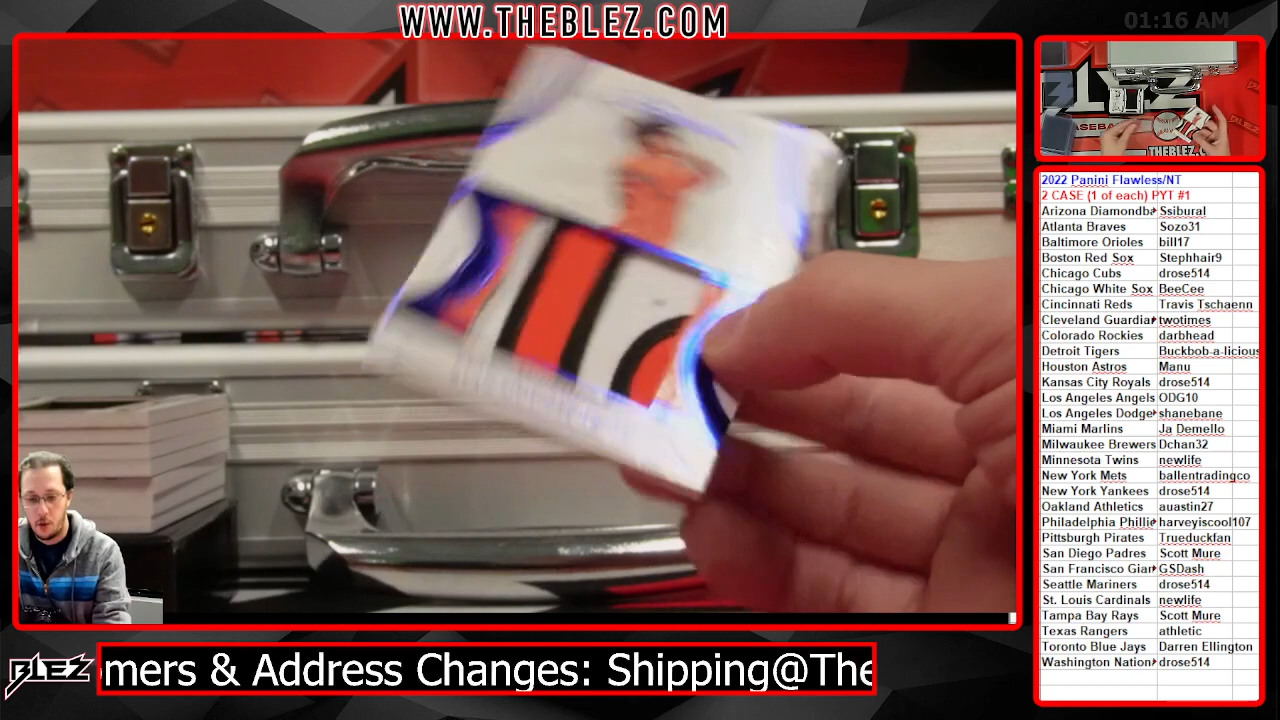 WWW.THEBLEZ.COM
01:16 AM
THEBLEZ
2022 Panini Flawless/NT
2 CASE (1 of each) PYT #1
Arizona Diamondba Ssibural
Atlanta Braves Sozo31
Baltimore Orioles bill17
Boston Red Sox Stephhair9
Chicago Cubs drose514
Chicago White Sox BeeCee
Cincinnati Reds Travis Tschaenn
Cleveland Guardian twotimes
Colorado Rockies darbhead
Detroit Tigers Buckbob-a-licious
Houston Astros Manu
Kansas City Royals drose514
Los Angeles Angels ODG10
Los Angeles Dodge shanebane
Miami Marlins Ja Demello
Milwaukee Brewers Dchan32
Minnesota Twins newlife
New York Mets ballentradingco
New York Yankees drose514
Oakland Athletics auastin27
Philadelphia Phillie harveyiscool107
Pittsburgh Pirates Trueduckfan
San Diego Padres Scott Mure
San Francisco Gian GSDash
Seattle Mariners drose514
St. Louis Cardinals newlife
Tampa Bay Rays Scott Mure
Texas Rangers athletic
Toronto Blue Jays Darren Ellington
Washington Nation drose514
BLEZ
omers & Address Changes: Shipping@The